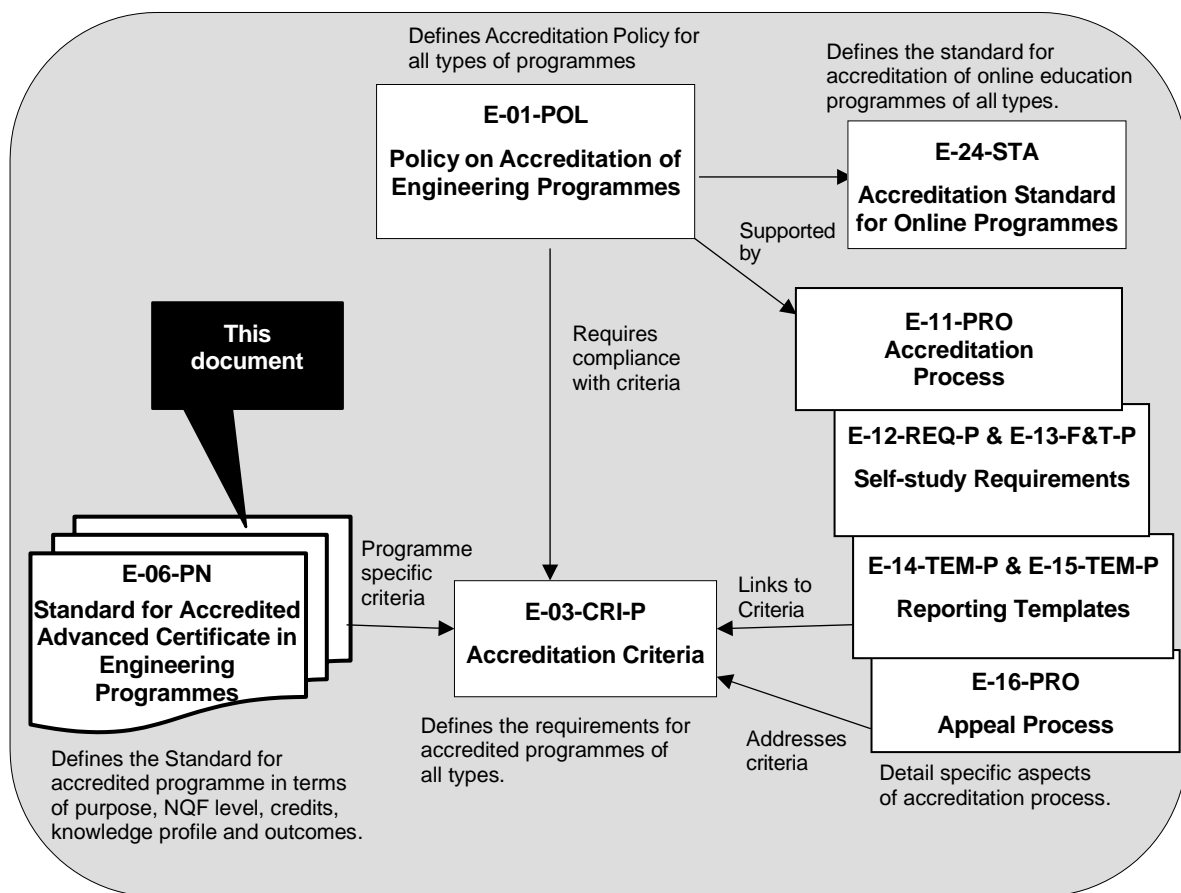 Defines Accreditation Policy for
all types of programmes
Defines the standard for
accreditation of online education
programmes of all types.
E-01-POL
Policy on Accreditation of
Engineering Programmes
E-24-STA
Accreditation Standard
for Online Programmes
Supported
by
This
document
Requires
compliance
with criteria
E-11-PRO
Accreditation
Process
E-12-REQ-P & E-13-F&T-P
Self-study Requirements
E-06-PN
Standard for Accredited
Advanced Certificate in
Engineering
Programmes
Programme
specific
criteria
E-03-CRI-P
Accreditation Criteria
Links to
Criteria
E-14-TEM-P & E-15-TEM-P
Reporting Templates
E-16-PRO
Appeal Process
Defines the Standard for
accredited programme in terms
of purpose, NQF level, credits,
knowledge profile and outcomes.
Defines the requirements for
accredited programmes of
all types.
Addresses
criteria
Detail specific aspects
of accreditation process.